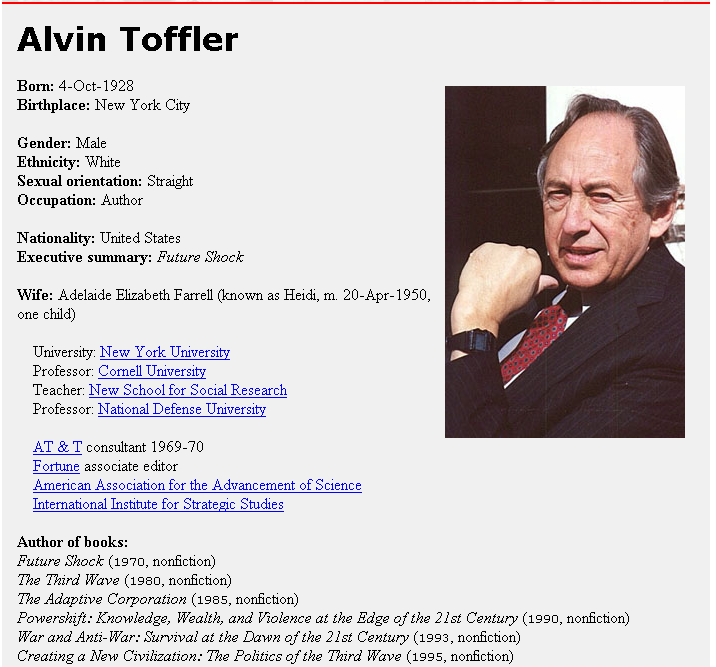 Alvin Toffler
Born: 4-Oct-1928
Birthplace: New York City
Gender: Male
Ethnicity: White
Sexual orientation: Straight
Occupation: Author
Nationality: United States
Executive summary: Future Shock
Wife: Adelaide Elizabeth Farrell (known as Heidi, m. 20-Apr-1950,
one child)
University: New York University
Professor: Cornell University
Teacher: New School for Social Research
Professor: National Defense University
AT & T consultant 1969-70
Fortune associate editor
American Association for the Advancement of Science
International Institute for Strategic Studies
Author of books:
Future Shock (1970, nonfiction)
The Third Wave (1980, nonfiction)
The Adaptive Corporation (1985, nonfiction)
Powershift: Knowledge, Wealth, and Violence at the Edge of the 21st Century (1990, nonfiction)
War and Anti-War: Survival at the Dawn of the 21st Century (1993, nonfiction)
Creating a New Civilization: The Politics of the Third Wave (1995, nonfiction)